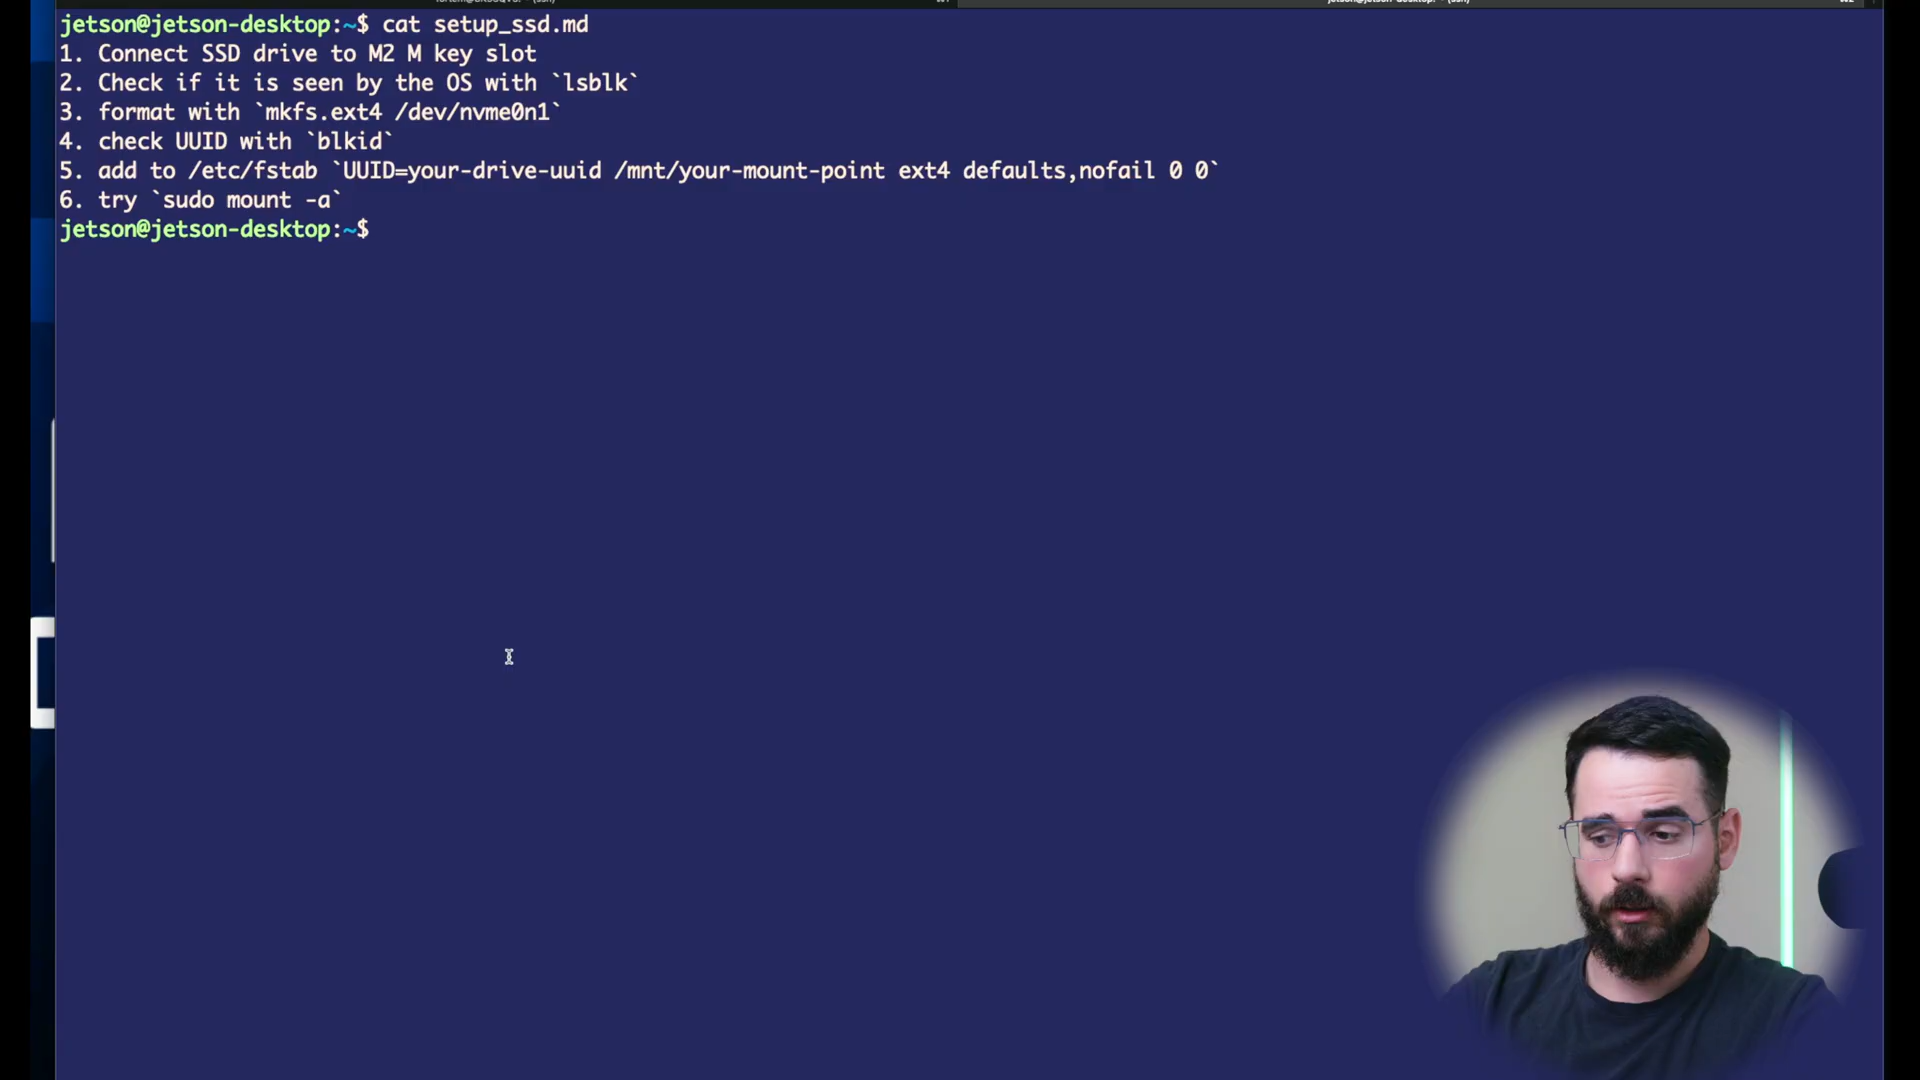 jetson@jetson-desktop:~$ cat setup_ssd.md
1. Connect SSD drive to M2 M key slot
2. Check if it is seen by the OS with `lsblk`
3. format with `mkfs.ext4 /dev/nvme0n1`
4. check UUID with `blkid`
5. add to /etc/fstab `UUID=your-drive-uuid /mnt/your-mount-point ext4 defaults,nofail 0 0`
6. try `sudo mount -a`
jetson@jetson-desktop:~$